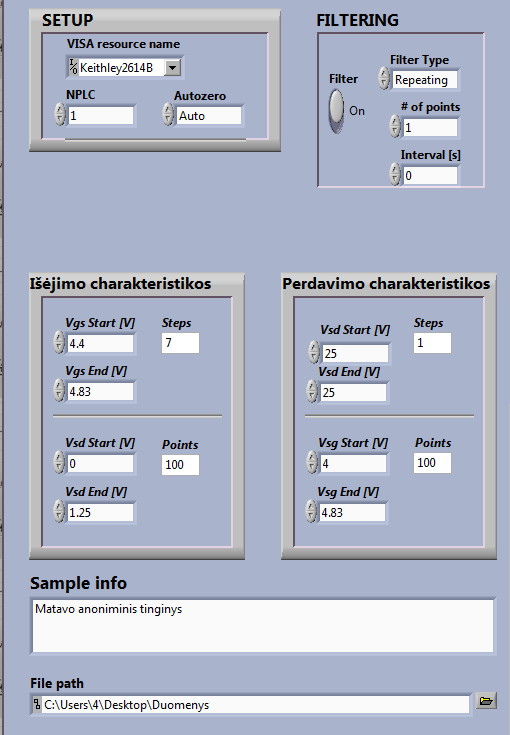 SETUP
VISA resource name
Keithley2614B
NPLC
Autozero
1
Auto
FILTERING
Filter Type
Filter
Repeating
On
# of points
1
Interval [s]
0
Išėjimo charakteristikos
Vgs Start [V]
Steps
4.4
7
Vgs End [V]
4.83
Vsd Start [V]
Points
0
100
Vsd End [V]
1.25
Perdavimo charakteristikos
Vsd Start [V]
Steps
25
1
Vsd End [V]
25
Vsg Start [V]
Points
4
100
Vsg End [V]
4.83
Sample info
Matavo anoniminis tinginys
File path
C:\Users\4\Desktop\Duomenys